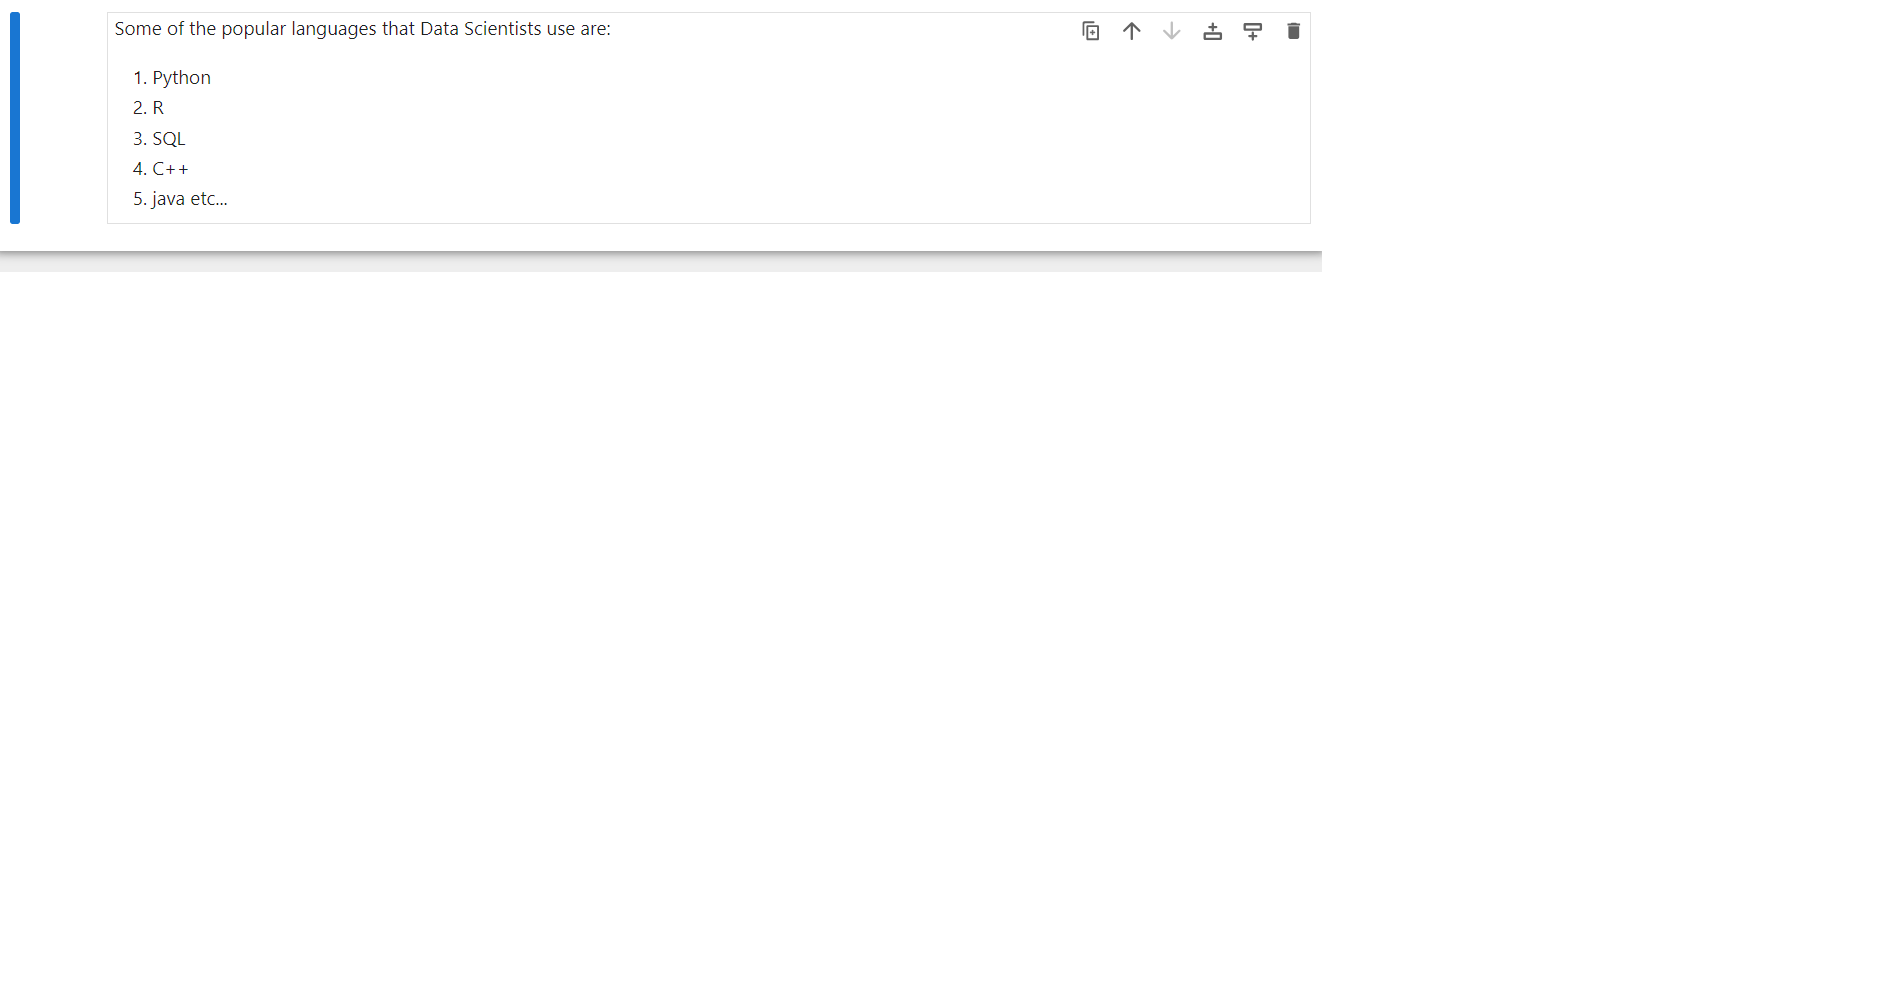 Some of the popular languages that Data Scientists use are:
1. Python
2. R
3. SQL
4. C++
5. java etc...